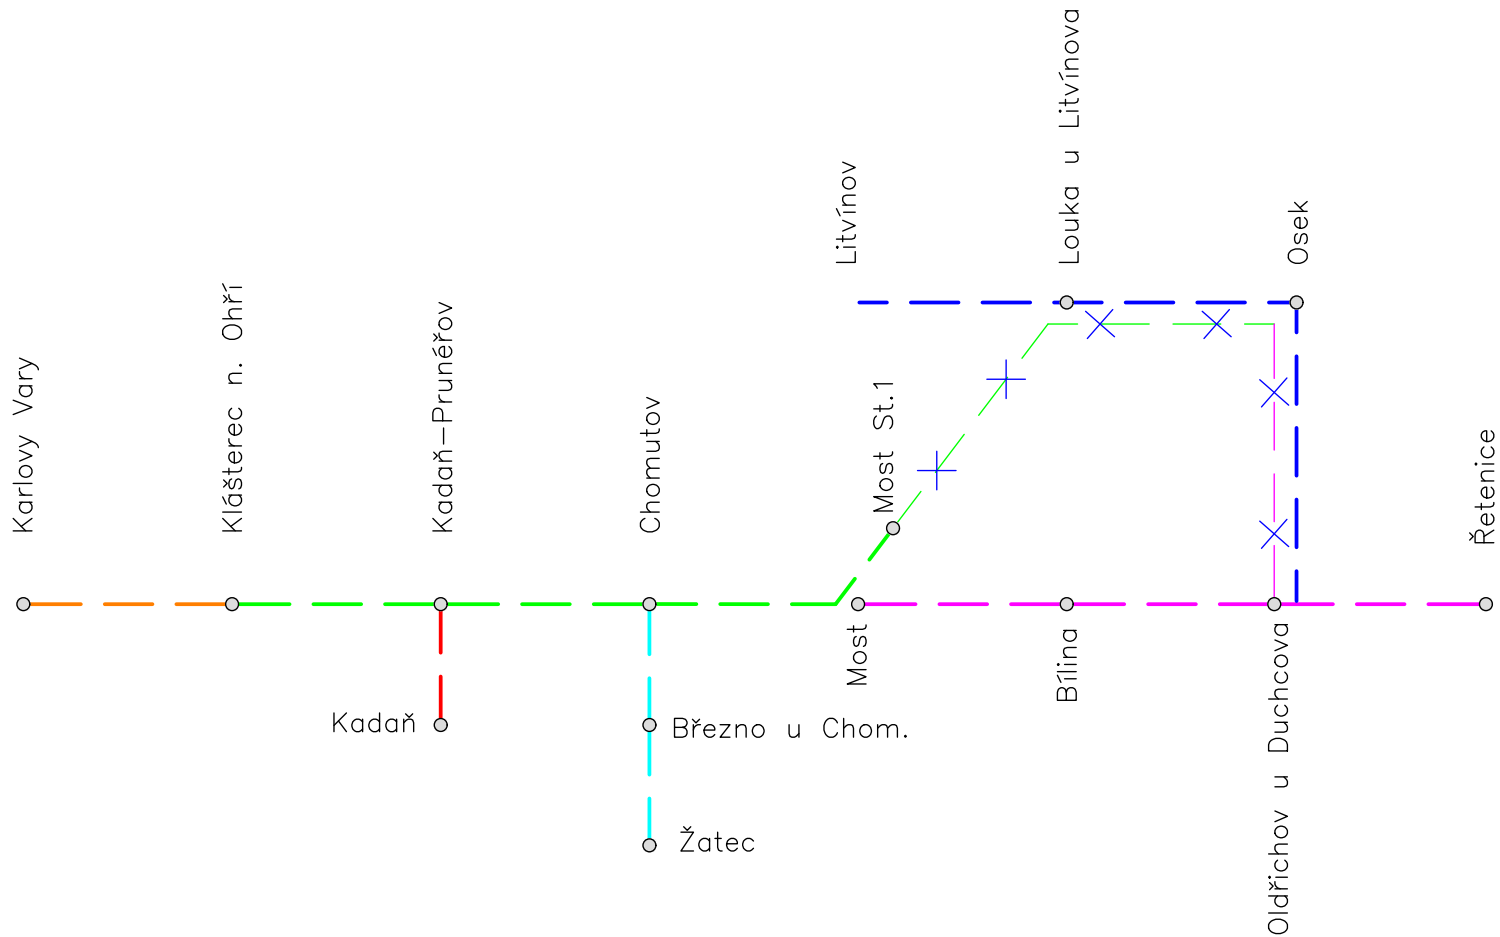 Karlovy Vary
Klášterec n. Ohří
Kadaň–Prunéřov
Chomutov
Litvínov
Louka u Litvínova
Osek
Most St.1
Řetenice
Most
Bílina
Oldřichov u Duchcova
Kadaň
Březno u Chom.
Žatec